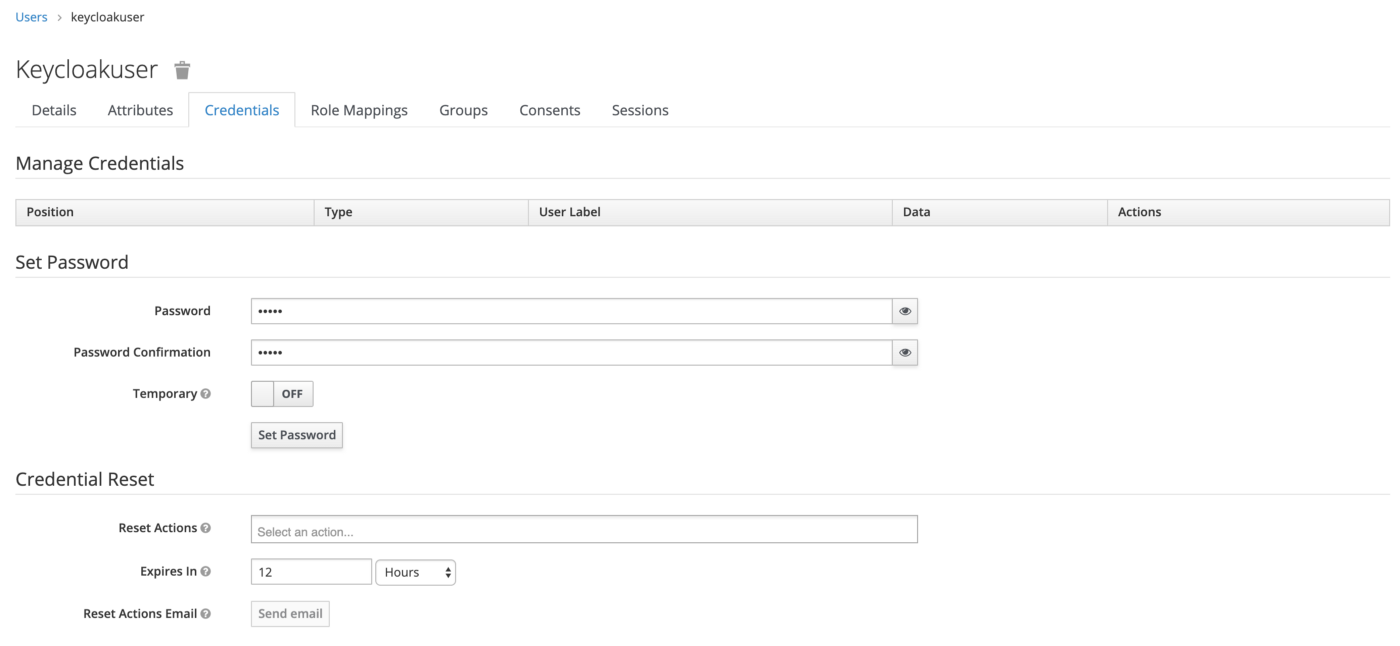 Users > keycloakuser
Keycloakuser
Details Attributes Credentials Role Mappings Groups Consents Sessions
Manage Credentials
Position Type User Label Data Actions
Set Password
Password •••••
Password Confirmation •••••
Temporary OFF
Set Password
Credential Reset
Reset Actions Select an action...
Expires In 12 Hours
Reset Actions Email Send email